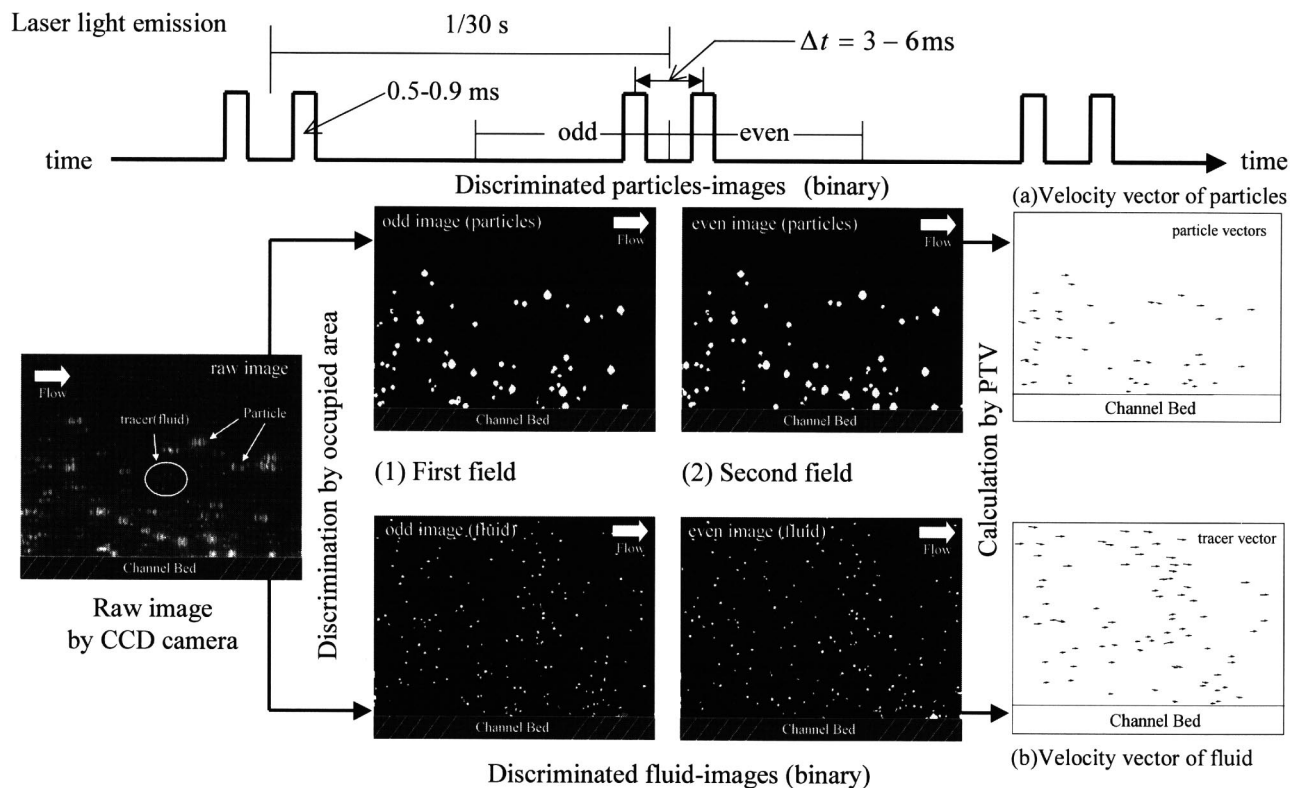 Laser light emission
1/30 s
Δt = 3 – 6 ms
0.5-0.9 ms
odd
even
time
time
Discriminated particles-images (binary)
(a)Velocity vector of particles
odd image (particles)
Flow
even image (particles)
Flow
particle vectors
Channel Bed
Channel Bed
Channel Bed
raw image
Flow
tracer(fluid)
Particle
Channel Bed
Raw image
by CCD camera
Discrimination by occupied area
(1) First field
(2) Second field
Calculation by PTV
odd image (fluid)
Flow
even image (fluid)
Flow
tracer vector
Channel Bed
Channel Bed
Channel Bed
Discriminated fluid-images (binary)
(b)Velocity vector of fluid